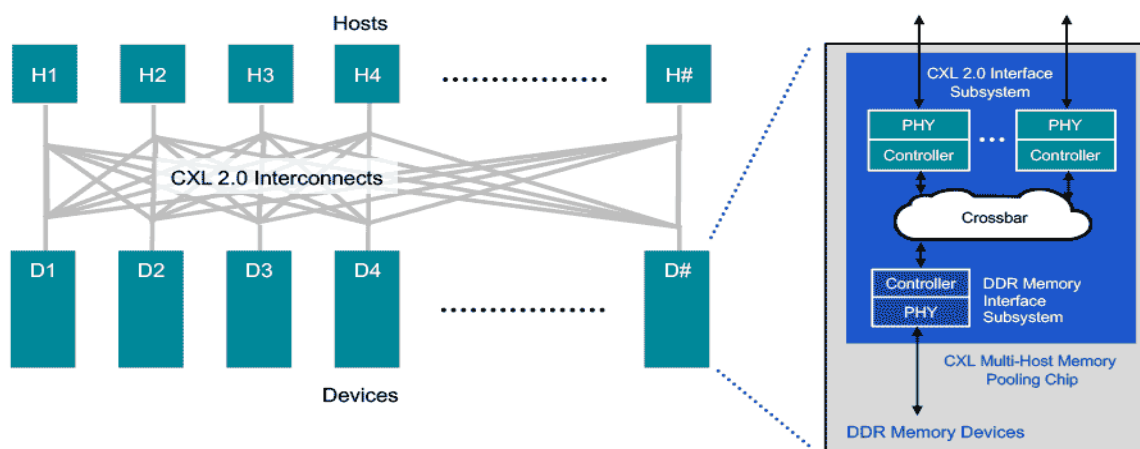 Hosts
H1
H2
H3
H4
H#
CXL 2.0 Interconnects
D1
D2
D3
D4
D#
Devices
CXL 2.0 Interface
Subsystem
PHY
Controller
PHY
Controller
Crossbar
Controller
PHY
DDR Memory
Interface
Subsystem
CXL Multi-Host Memory
Pooling Chip
DDR Memory Devices